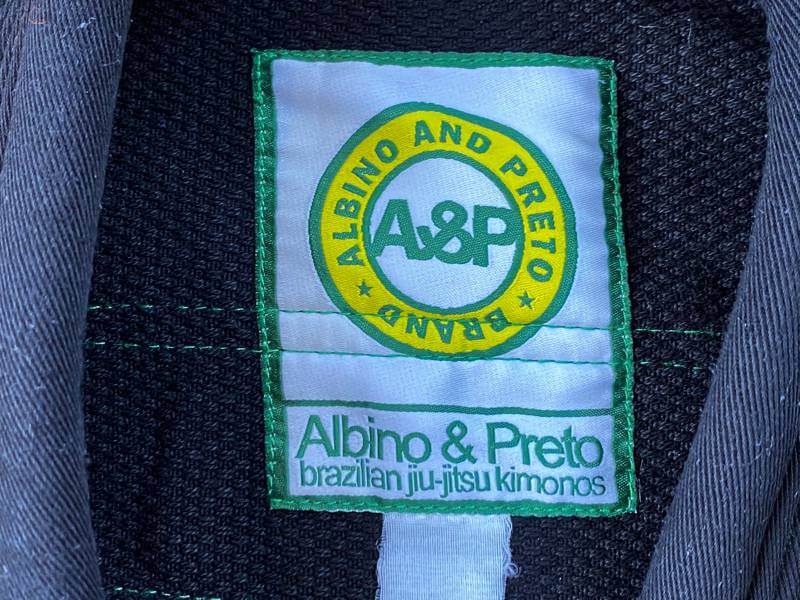 ALBINO AND PRETO
BRAND
A&P
Albino & Preto
brazilian jiu-jitsu kimonos